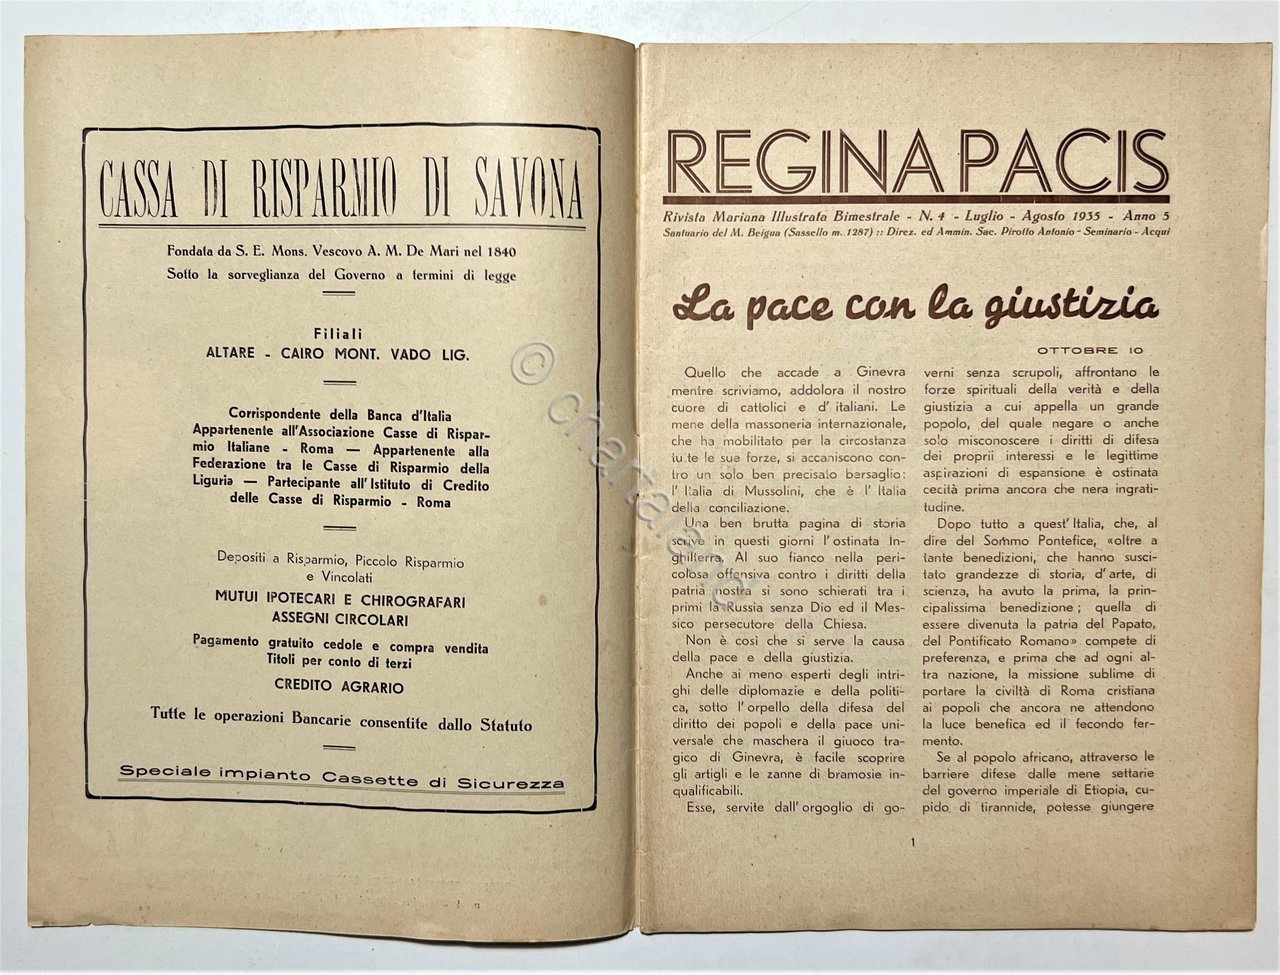 CASSA DI RISPARMIO DI SAVONA
Fondata da S. E. Mons. Vescovo A. M. De Mari nel 1840
Sotto la sorveglianza del Governo a termini di legge
Filiali
ALTARE - CAIRO MONT. VADO LIG.
Corrispondente della Banca d'Italia
Appartenente all'Associazione Casse di Rispar-
mio Italiane - Roma — Appartenente alla
Federazione tra le Casse di Risparmio della
Liguria — Partecipante all'Istituto di Credito
delle Casse di Risparmio - Roma
Depositi a Risparmio, Piccolo Risparmio
e Vincolati
MUTUI IPOTECARI E CHIROGRAFARI
ASSEGNI CIRCOLARI
Pagamento gratuito cedole e compra vendita
Titoli per conto di terzi
CREDITO AGRARIO
Tutte le operazioni Bancarie consentite dallo Statuto
Speciale impianto Cassette di Sicurezza
REGINA PACIS
Rivista Mariana Illustrata Bimestrale - N. 4 - Luglio - Agosto 1935 - Anno 5
Santuario del M. Beigua (Sassello m. 1287) :: Direz. ed Ammin. Sac. Pirotto Antonio - Seminario - Acqui
La pace con la giustizia
OTTOBRE 10
Quello che accade a Ginevra
mentre scriviamo, addolora il nostro
cuore di cattolici e d'italiani. Le
mene della massoneria internazionale,
che ha mobilitato per la circostanza
tutte le sue forze, si accaniscono con-
tro un solo ben precisato bersaglio:
l'Italia di Mussolini, che è l'Italia
della conciliazione.
Una ben brutta pagina di storia
scrive in questi giorni l'ostinata In-
ghilterra. Al suo fianco nella peri-
colosa offensiva contro i diritti della
patria nostra si sono schierati tra i
primi la Russia senza Dio ed il Mes-
sico persecutore della Chiesa.
Non è così che si serve la causa
della pace e della giustizia.
Anche ai meno esperti degli intri-
ghi delle diplomazie e della politi-
ca, sotto l'orpello della difesa del
diritto dei popoli e della pace uni-
versale che maschera il giuoco tra-
gico di Ginevra, è facile scoprire
gli artigli e le zanne di bramosie in-
qualificabili.
Esse, servite dall'orgoglio di go-
verni senza scrupoli, affrontano le
forze spirituali della verità e della
giustizia a cui appella un grande
popolo, del quale negare o anche
solo misconoscere i diritti di difesa
dei proprii interessi e le legittime
aspirazioni di espansione è ostinata
cecità prima ancora che nera ingrati-
tudine.
Dopo tutto a quest'Italia, che, al
dire del Sommo Pontefice, «oltre a
tante benedizioni, che hanno susci-
tato grandezze di storia, d'arte, di
scienza, ha avuto la prima, la prin-
cipalissima benedizione; quella di
essere divenuta la patria del Papato,
del Pontificato Romano» compete di
preferenza, e prima che ad ogni al-
tra nazione, la missione sublime di
portare la civiltà di Roma cristiana
ai popoli che ancora ne attendono
la luce benefica ed il fecondo fer-
mento.
Se al popolo africano, attraverso le
barriere difese dalle mene settarie
del governo imperiale di Etiopia, cu-
pido di tirannide, potesse giungere
1
© chartaland